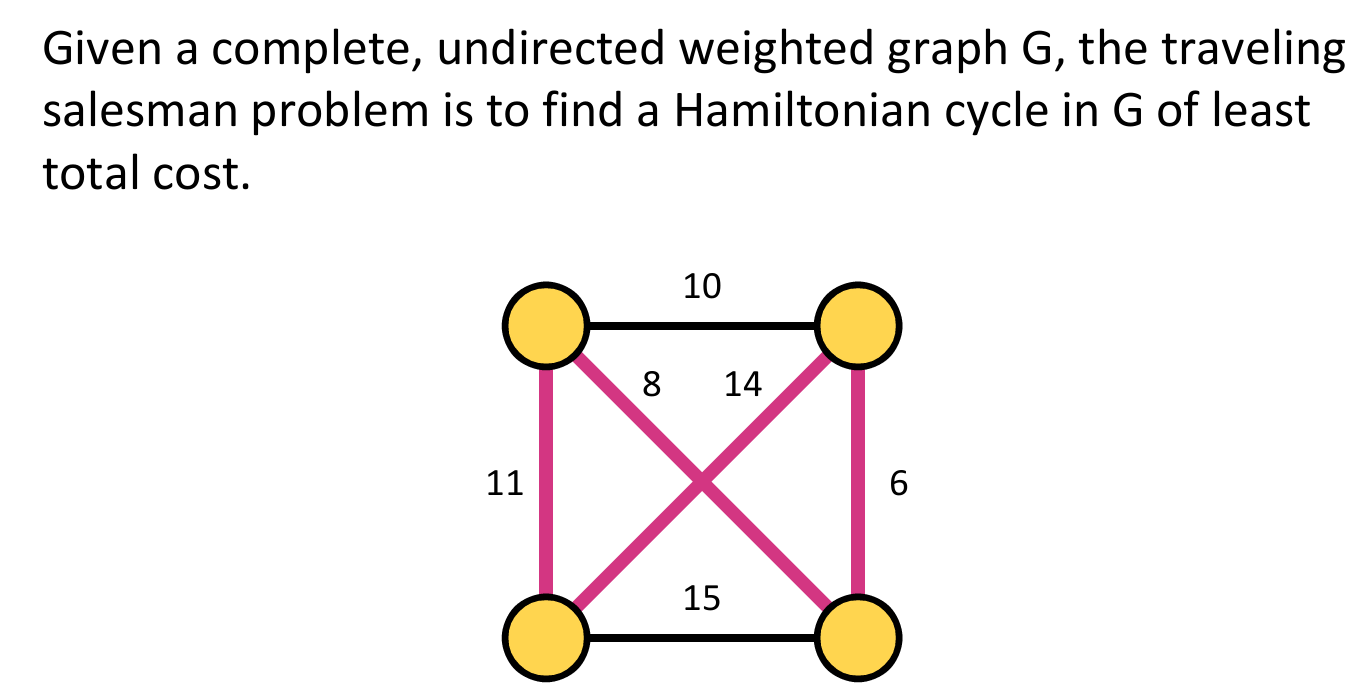 Given a complete, undirected weighted graph G, the traveling
salesman problem is to find a Hamiltonian cycle in G of least
total cost.
10
8 14
11 6
15